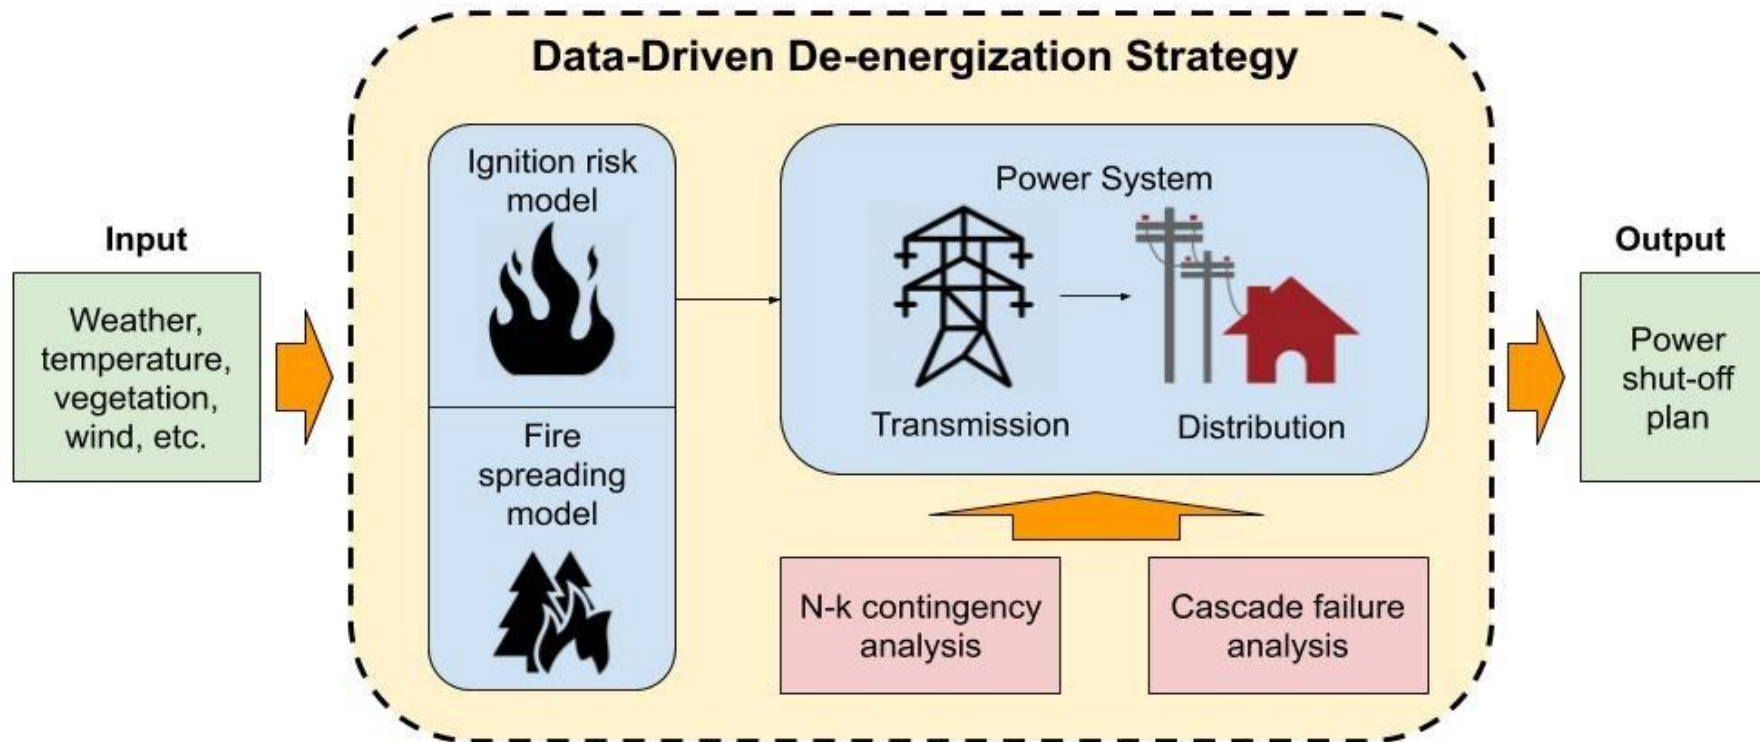 Data-Driven De-energization Strategy
Input
Weather,
temperature,
vegetation,
wind, etc.
Ignition risk
model
Fire
spreading
model
Power System
Transmission
Distribution
N-k contingency
analysis
Cascade failure
analysis
Output
Power
shut-off
plan